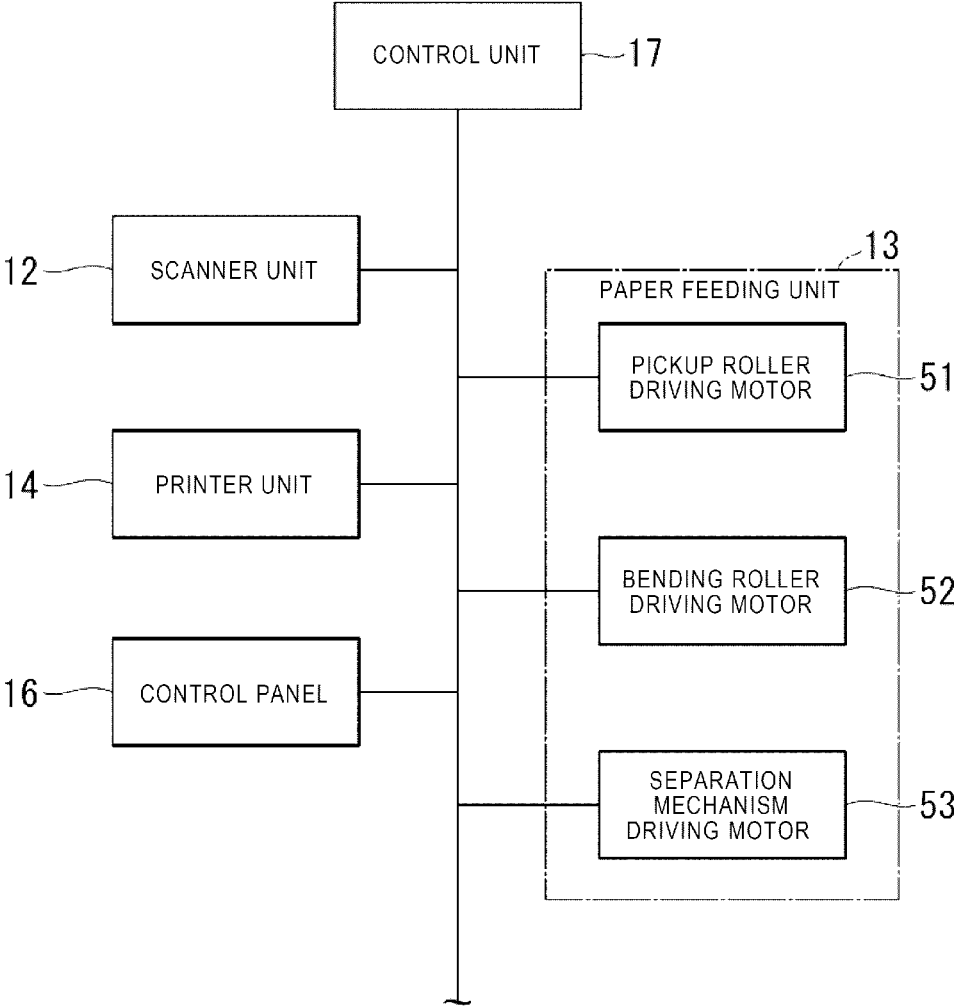 CONTROL UNIT
17
12
SCANNER UNIT
13
PAPER FEEDING UNIT
PICKUP ROLLER
DRIVING MOTOR
51
14
PRINTER UNIT
BENDING ROLLER
DRIVING MOTOR
52
16
CONTROL PANEL
SEPARATION
MECHANISM
DRIVING MOTOR
53